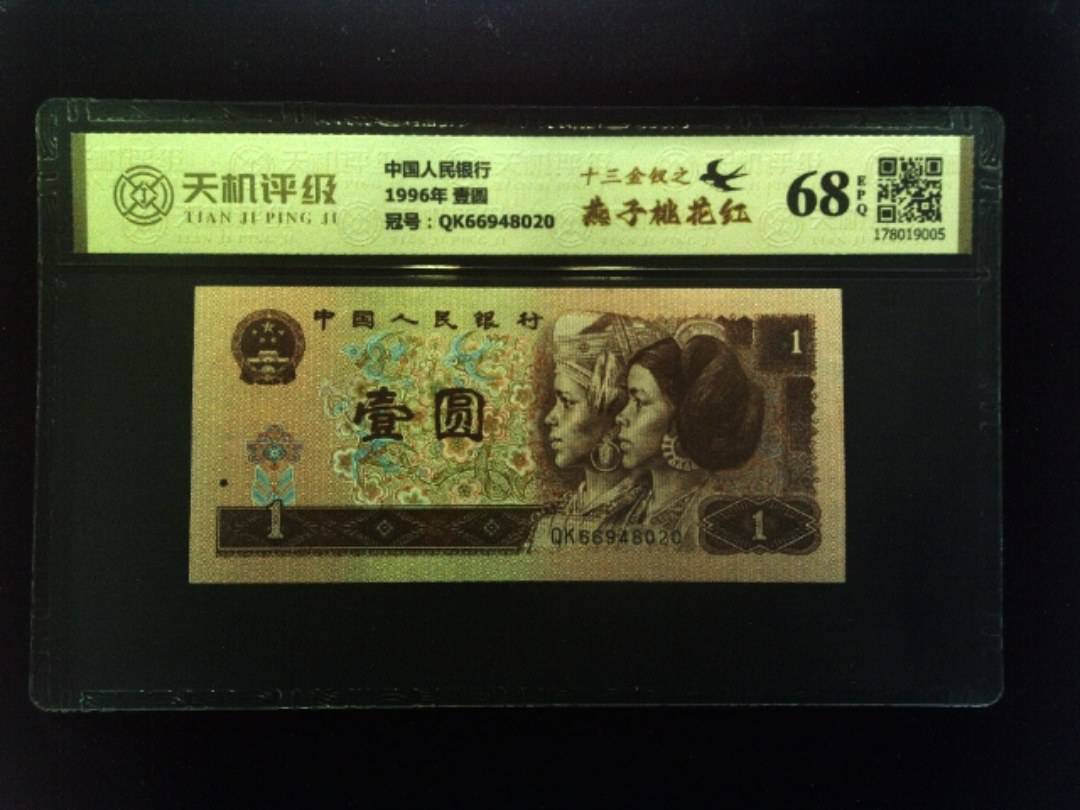 天机评级
TIAN JI PING JI
中国人民银行
1996年 壹圆
冠号：QK66948020
十三金钗之
燕子桃花红
68
EPQ
178019005
中国人民银行
1
壹圆
1
QK66948020
1